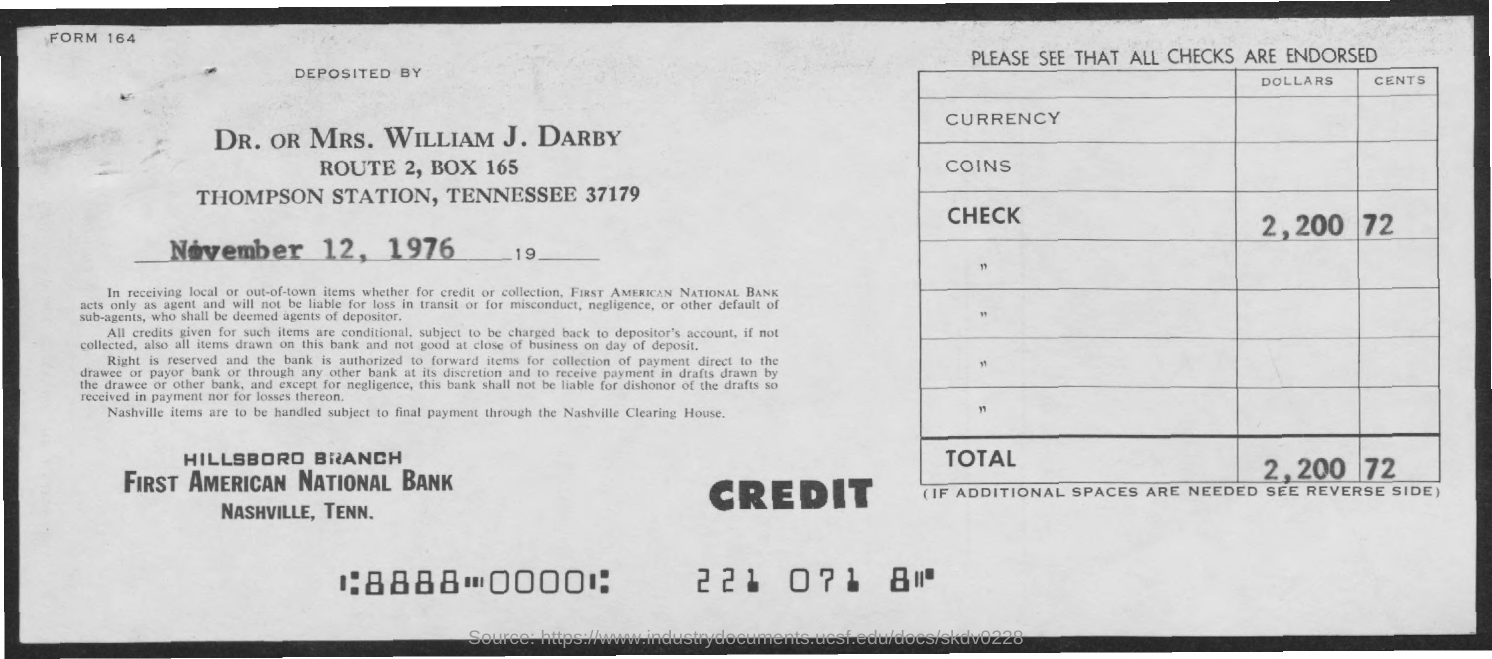 FORM 164
DEPOSITED BY
DR. OR MRS. WILLIAM J. DARBY
ROUTE 2, BOX 165
THOMPSON STATION, TENNESSEE 37179
November 12, 1976 19
In receiving local or out-of-town items whether for credit or collection, FIRST AMERICAN NATIONAL BANK
acts only as agent and will not be liable for loss in transit or for misconduct, negligence, or other default of
sub-agents, who shall be deemed agents of depositor.
All credits given for such items are conditional, subject to be charged back to depositor's account, if not
collected, also all items drawn on this bank and not good at close of business on day of deposit.
Right is reserved and the bank is authorized to forward items for collection of payment direct to the
drawee or payor bank or through any other bank at its discretion and to receive payment in drafts drawn by
the drawee or other bank, and except for negligence, this bank shall not be liable for dishonor of the drafts so
received in payment nor for losses thereon.
Nashville items are to be handled subject to final payment through the Nashville Clearing House.
HILLSBORO BRANCH
FIRST AMERICAN NATIONAL BANK
NASHVILLE, TENN.
CREDIT
PLEASE SEE THAT ALL CHECKS ARE ENDORSED
DOLLARS CENTS
CURRENCY
COINS
CHECK 2,200 72
"
"
"
"
TOTAL 2,200 72
(IF ADDITIONAL SPACES ARE NEEDED SEE REVERSE SIDE)
⑆8888⑉0000⑆ 221 071 8⑈
Source: https://www.industrydocuments.ucsf.edu/docs/skdv0228